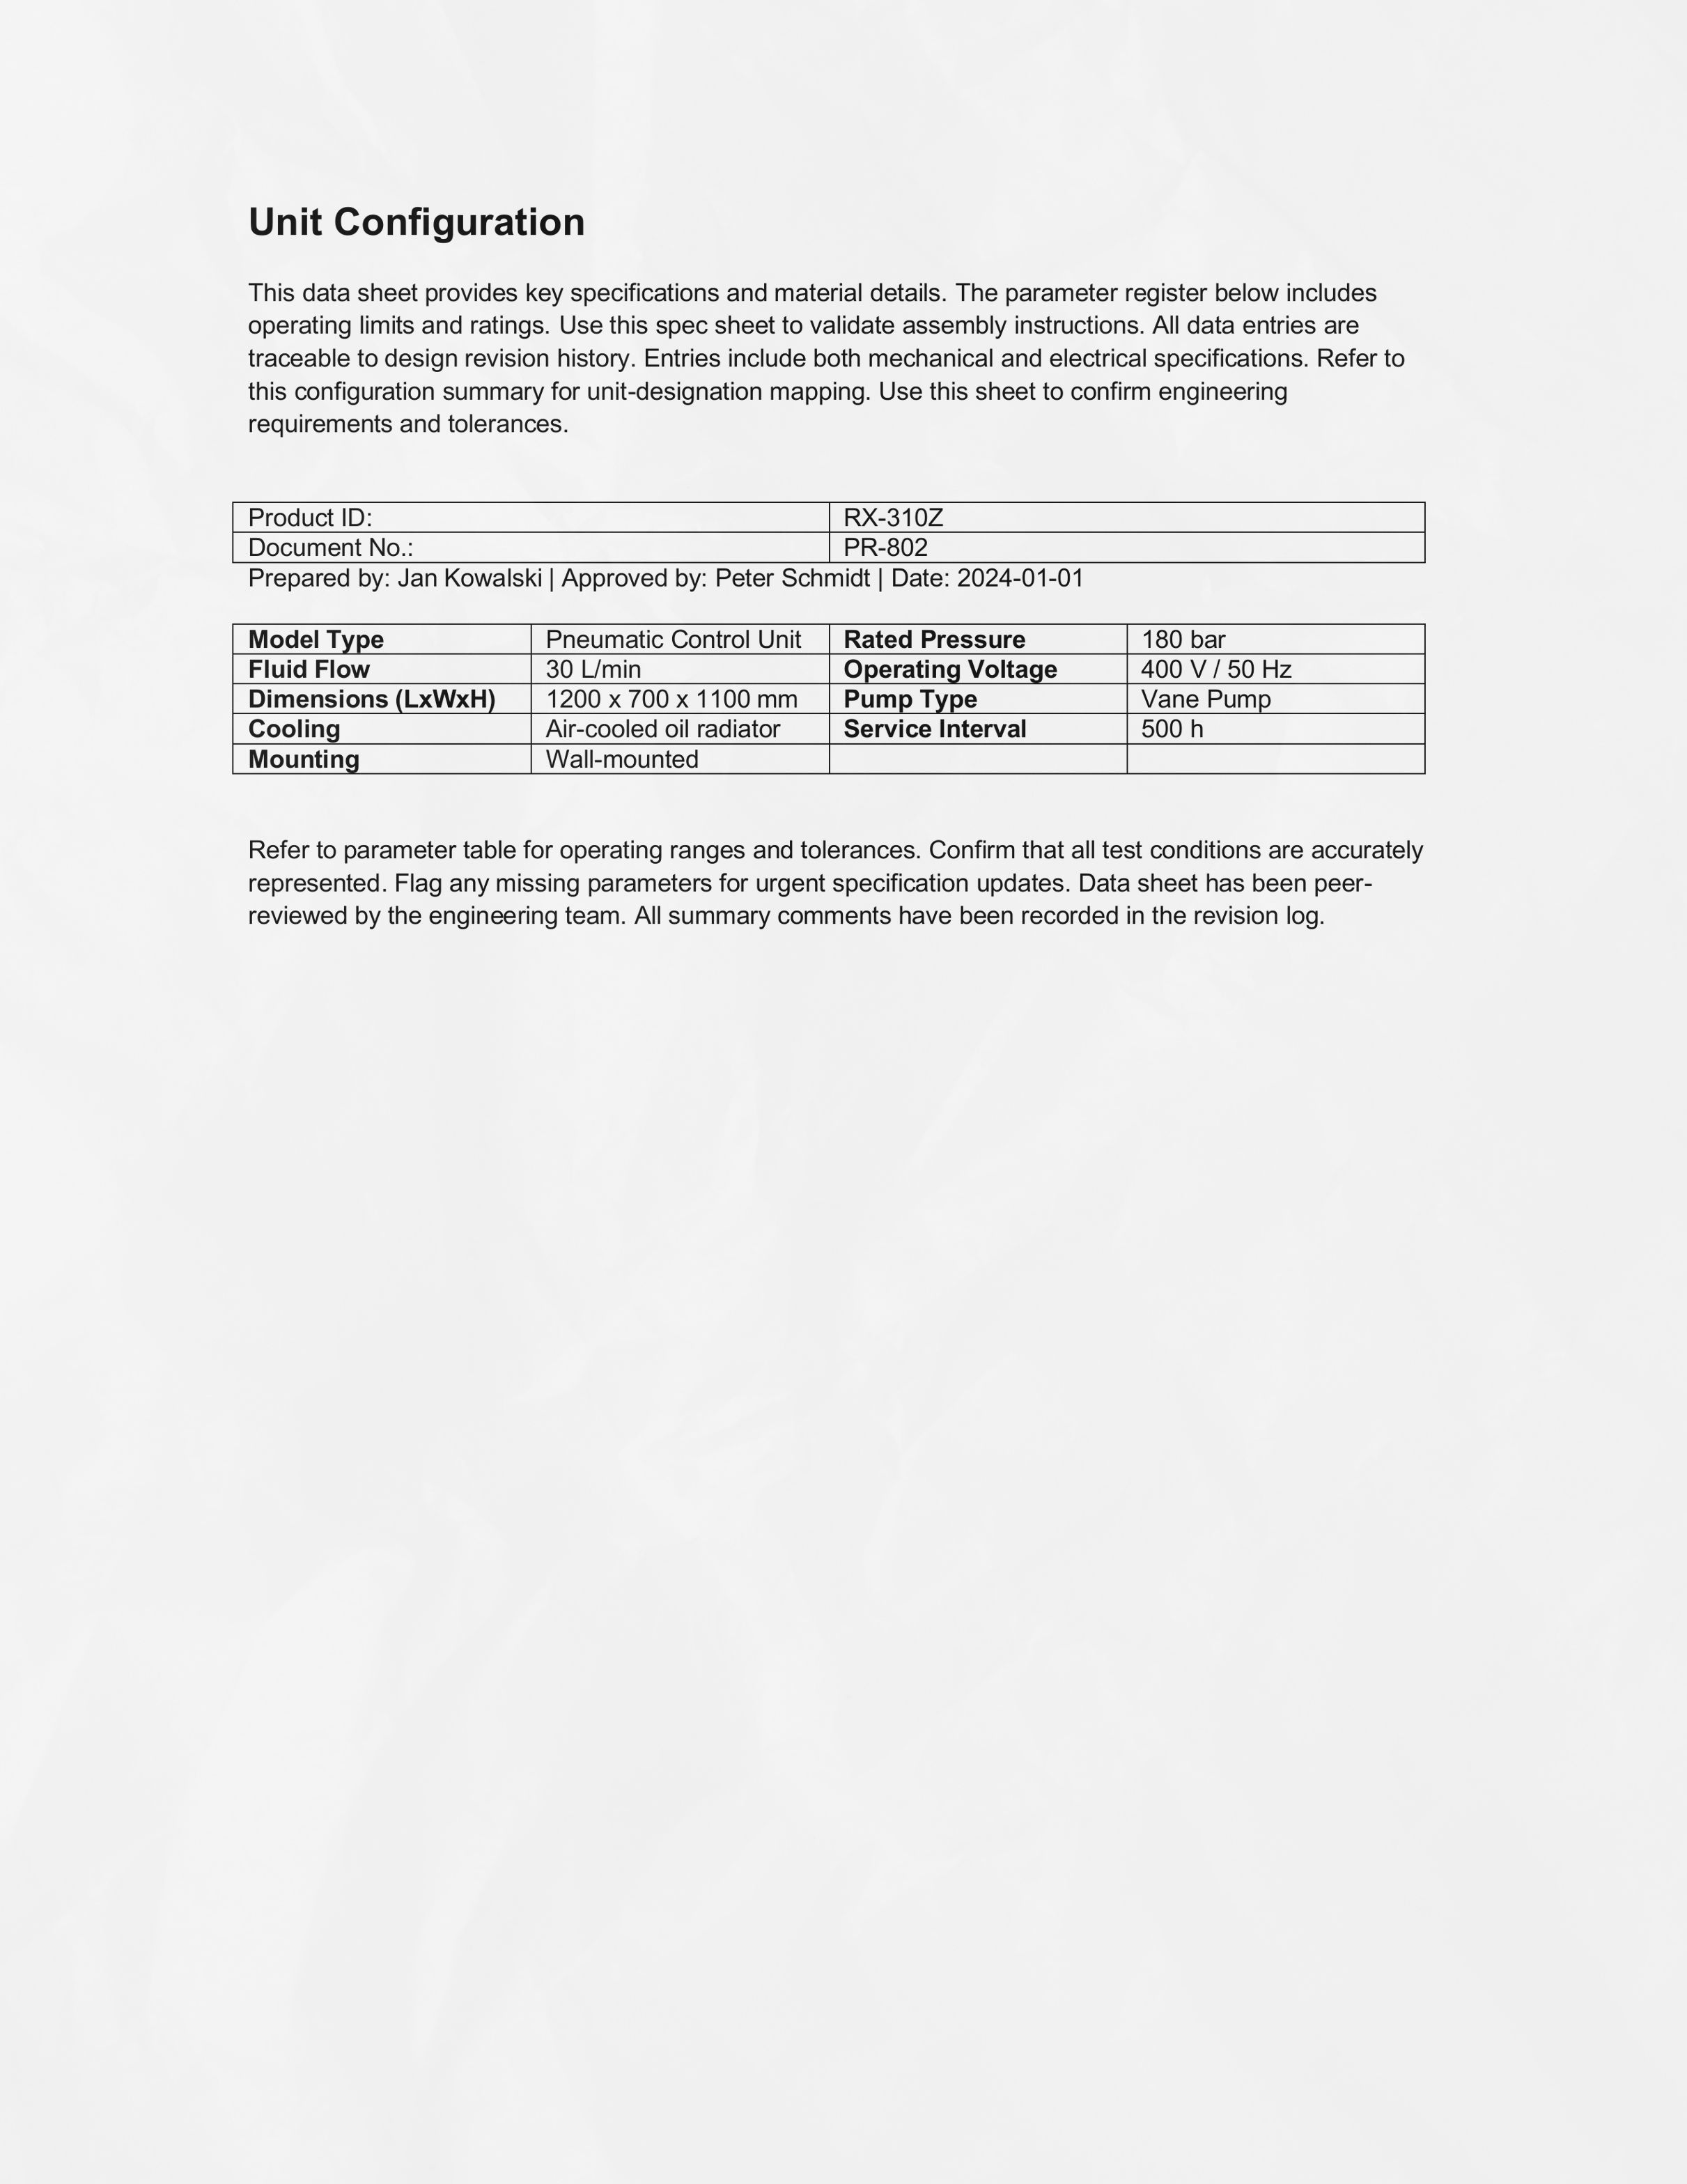 Unit Configuration
This data sheet provides key specifications and material details. The parameter register below includes
operating limits and ratings. Use this spec sheet to validate assembly instructions. All data entries are
traceable to design revision history. Entries include both mechanical and electrical specifications. Refer to
this configuration summary for unit-designation mapping. Use this sheet to confirm engineering
requirements and tolerances.
Product ID: RX-310Z
Document No.: PR-802
Prepared by: Jan Kowalski | Approved by: Peter Schmidt | Date: 2024-01-01
Model Type Pneumatic Control Unit Rated Pressure 180 bar
Fluid Flow 30 L/min Operating Voltage 400 V / 50 Hz
Dimensions (LxWxH) 1200 x 700 x 1100 mm Pump Type Vane Pump
Cooling Air-cooled oil radiator Service Interval 500 h
Mounting Wall-mounted
Refer to parameter table for operating ranges and tolerances. Confirm that all test conditions are accurately
represented. Flag any missing parameters for urgent specification updates. Data sheet has been peer-
reviewed by the engineering team. All summary comments have been recorded in the revision log.